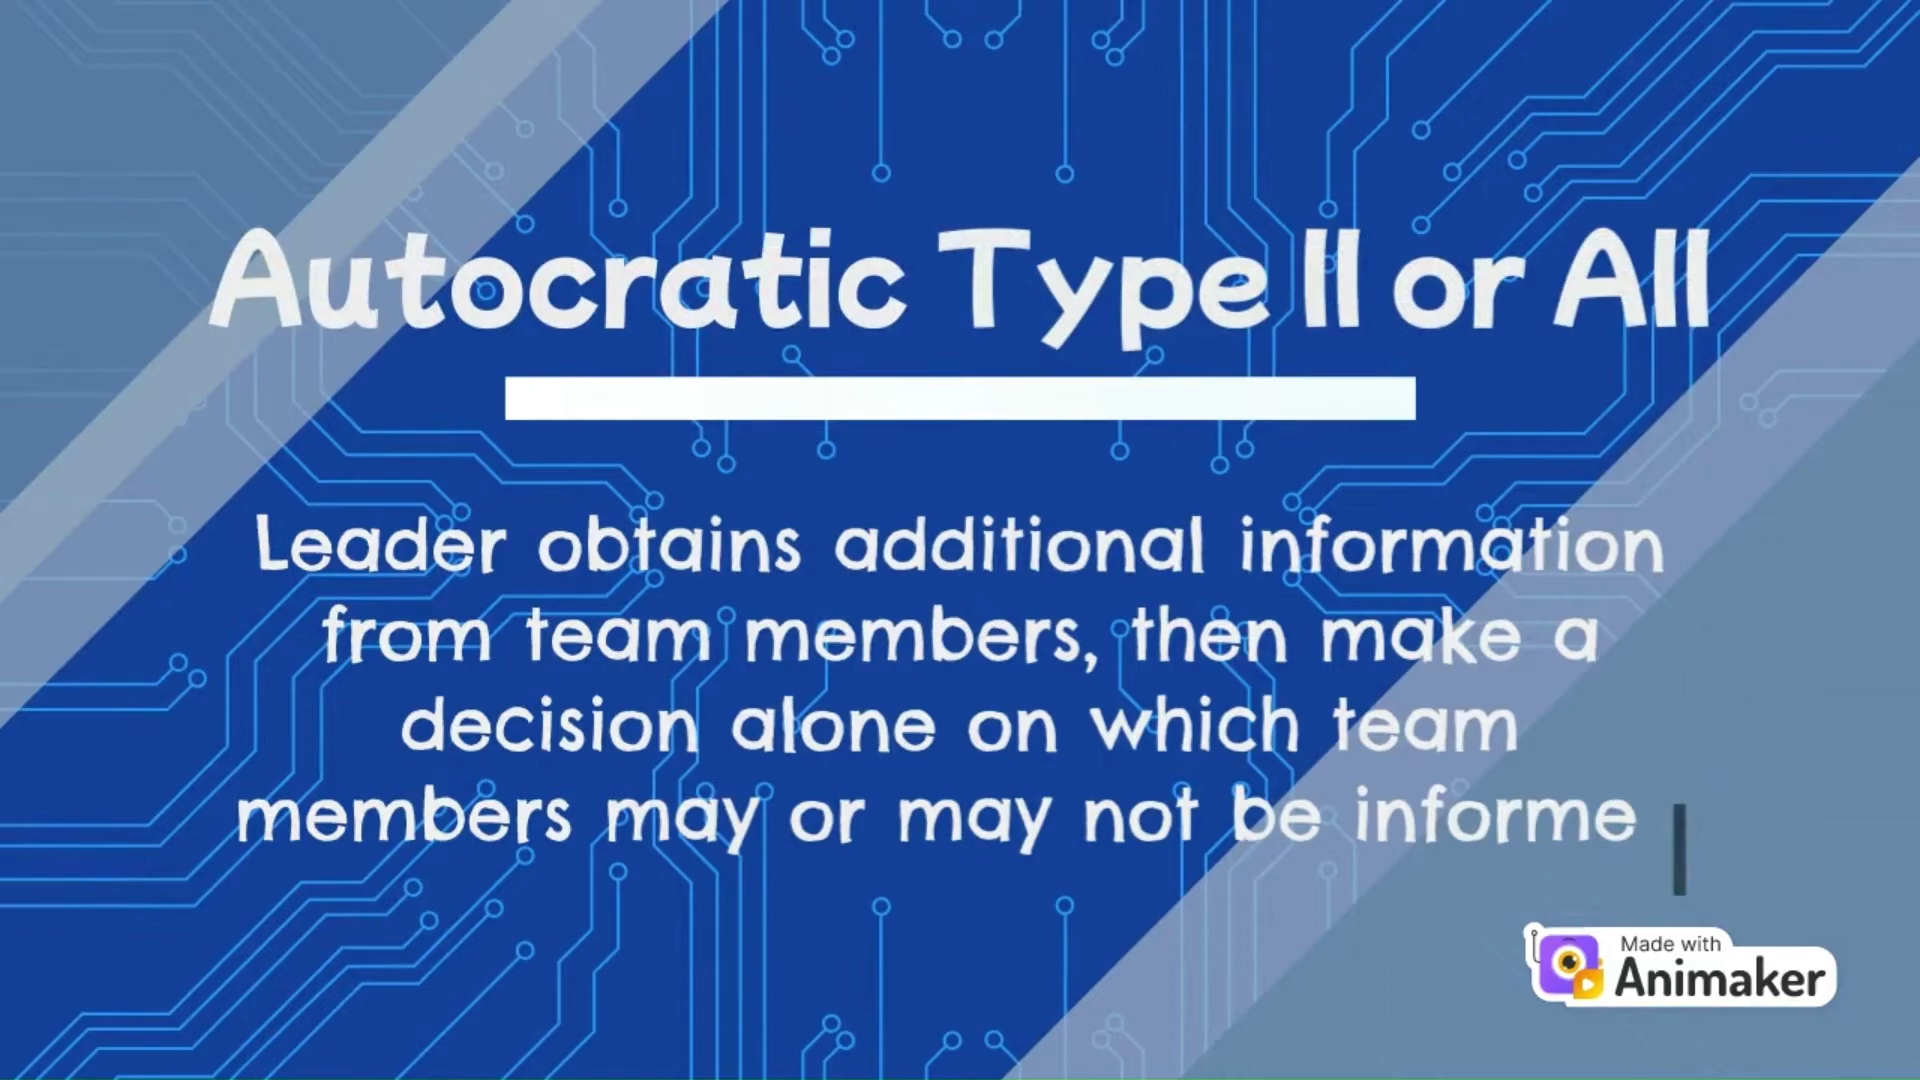 Autocratic Type II or AII
Leader obtains additional information
from team members, then make a
decision alone on which team
members may or may not be informe
Made with
Animaker